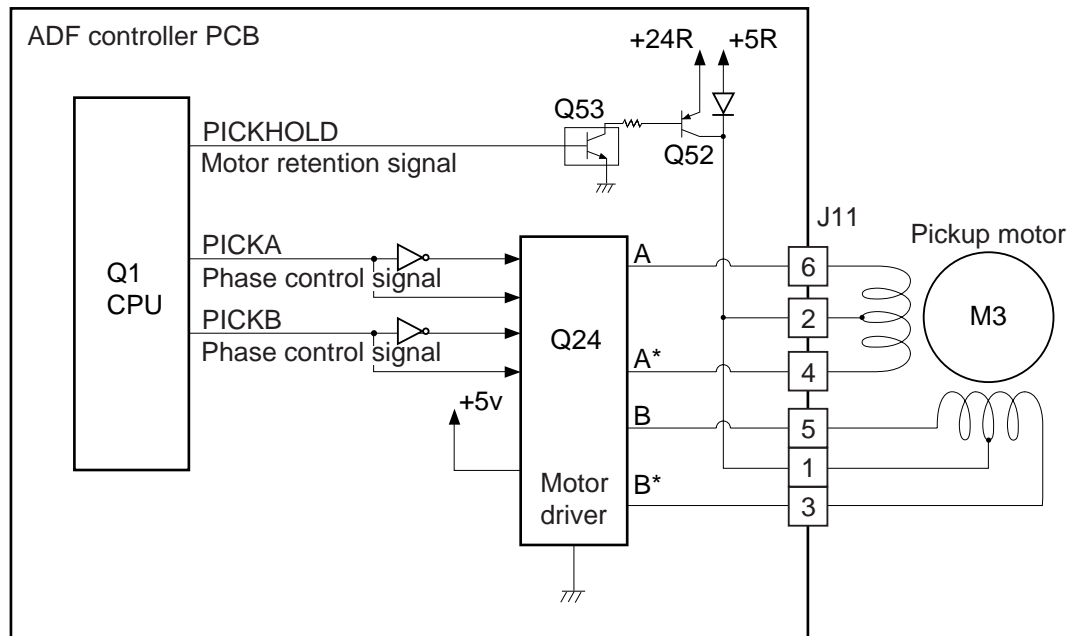 ADF controller PCB
+24R
+5R
Q53
PICKHOLD
Motor retention signal
Q52
J11
Pickup motor
PICKA
Phase control signal
Q1
CPU
PICKB
Phase control signal
A
6
2
M3
Q24
A*
4
+5v
B
5
1
Motor
driver
B*
3